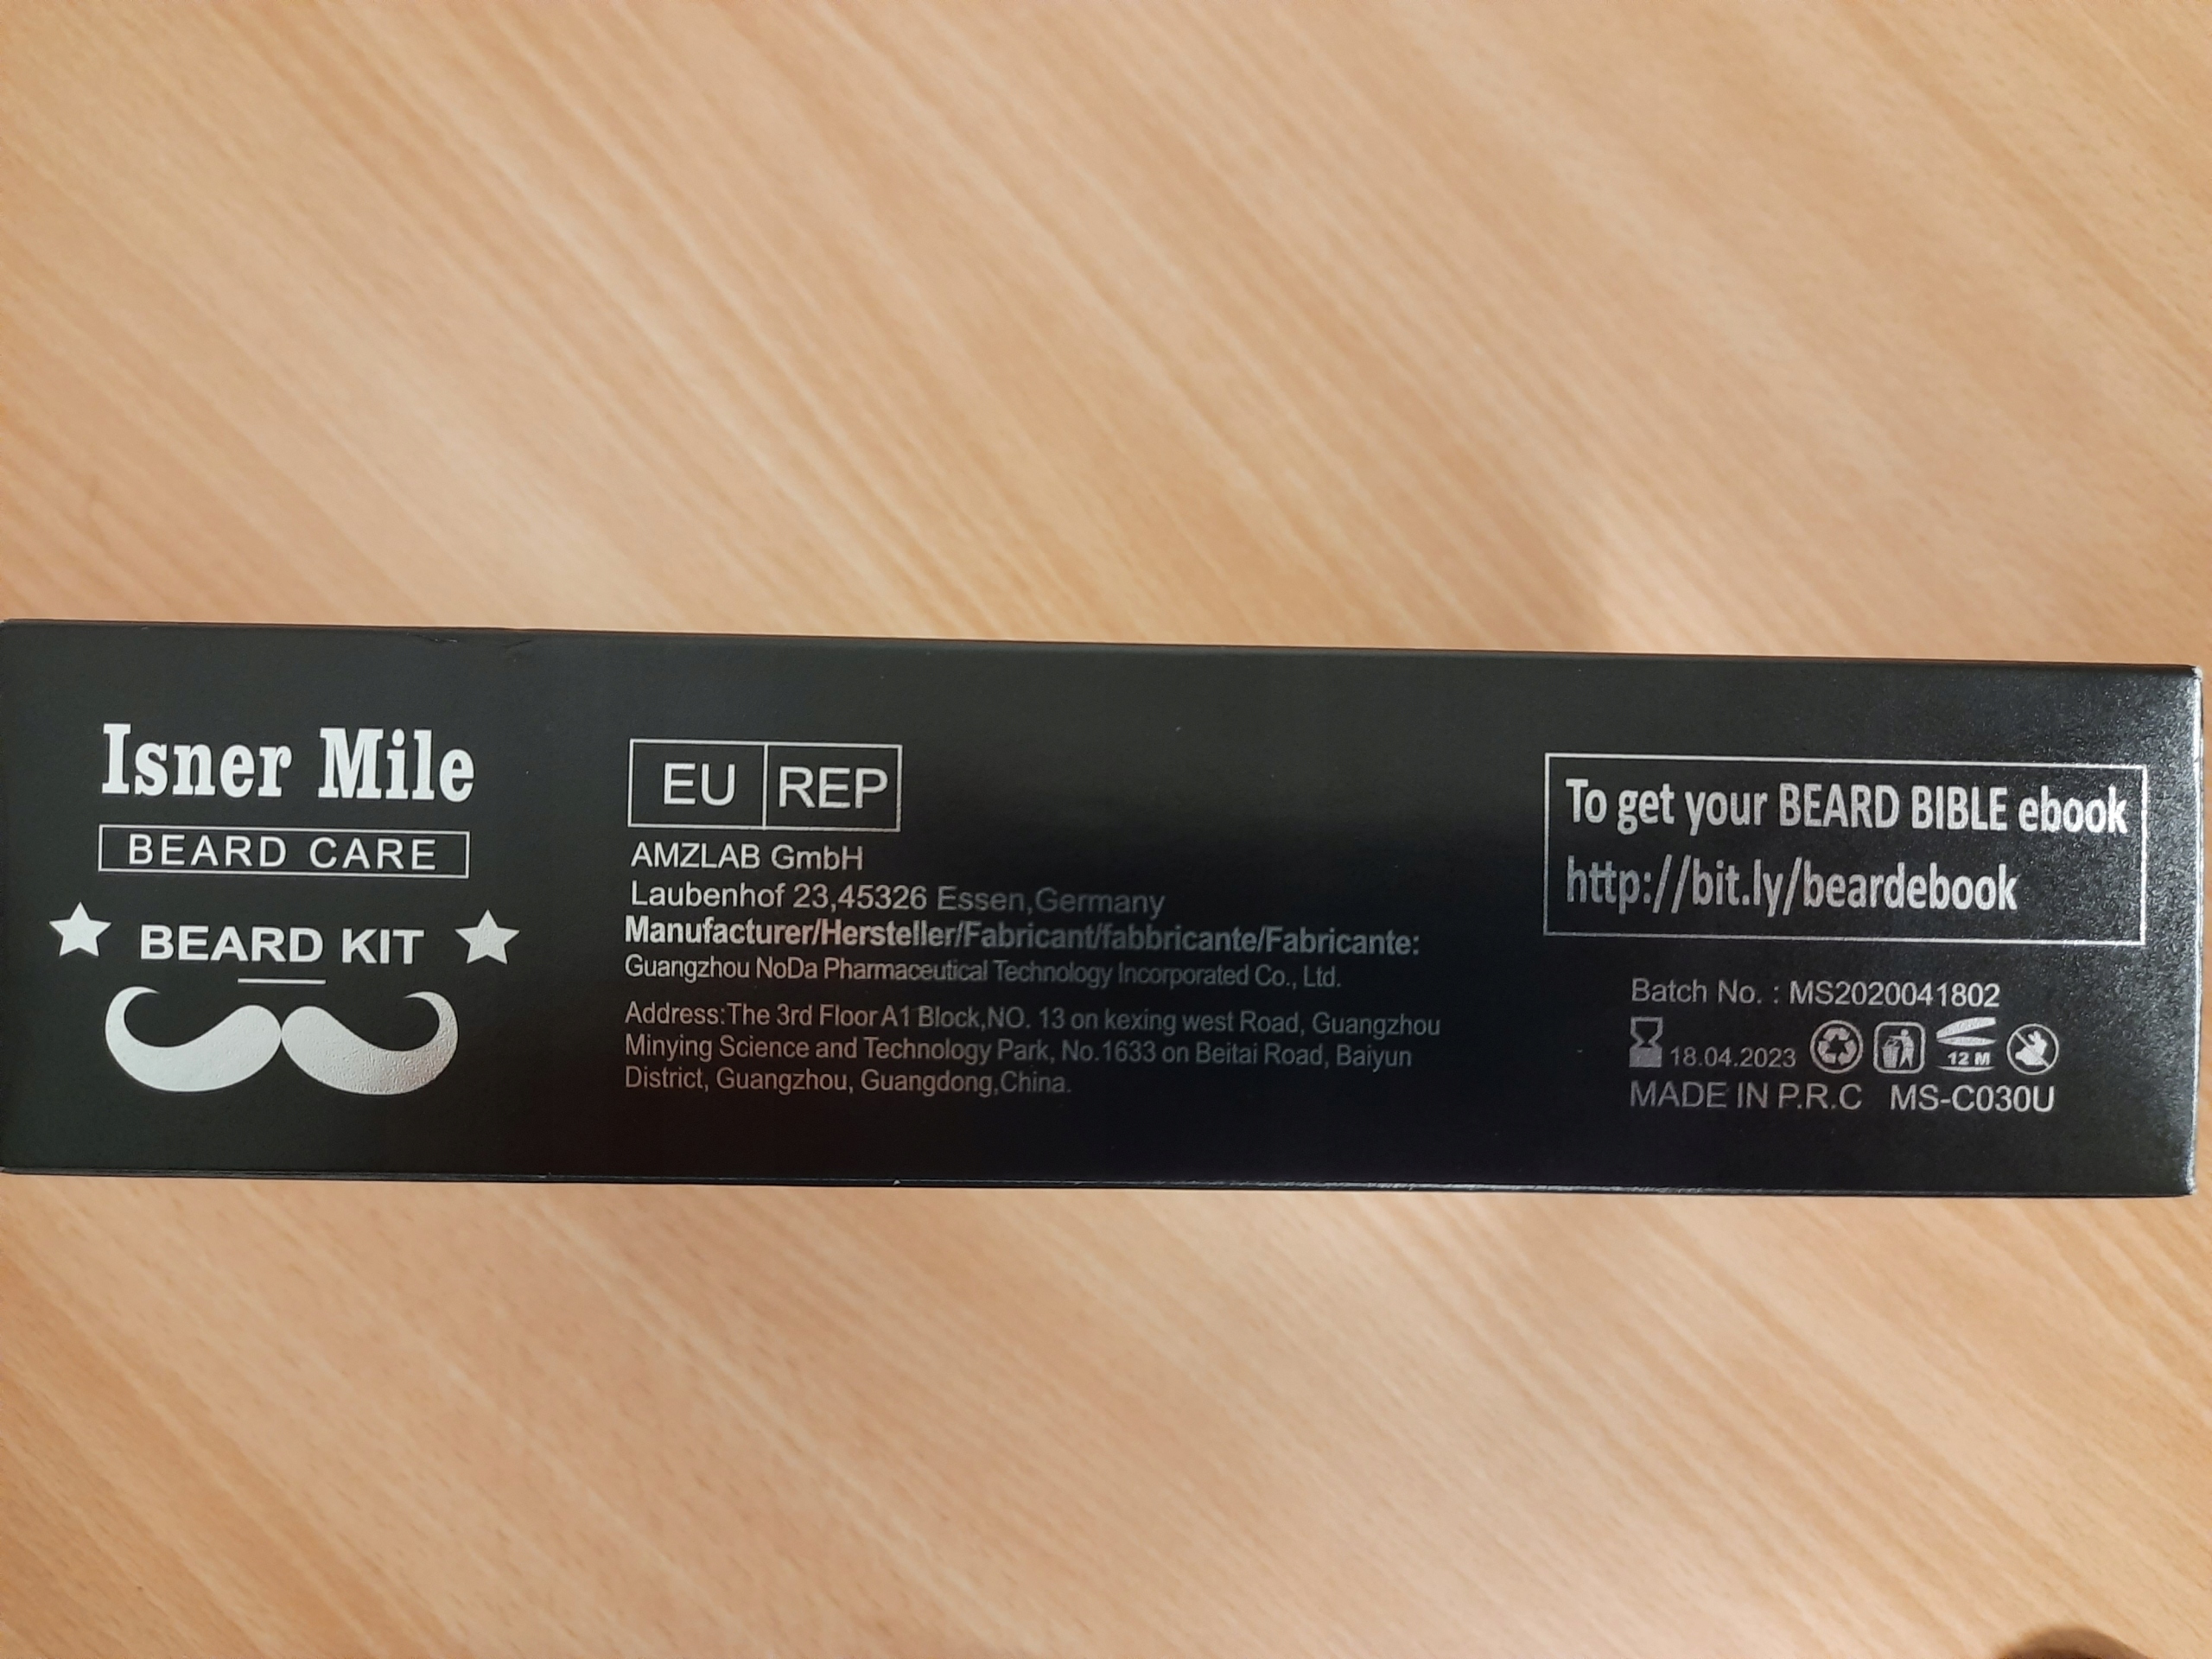 Isner Mile
BEARD CARE
BEARD KIT
EU REP
AMZLAB GmbH
Laubenhof 23,45326 Essen,Germany
Manufacturer/Hersteller/Fabricant/fabbricante/Fabricante:
Guangzhou NoDa Pharmaceutical Technology Incorporated Co., Ltd.
Address:The 3rd Floor A1 Block,NO. 13 on kexing west Road, Guangzhou
Minying Science and Technology Park, No.1633 on Beitai Road, Baiyun
District, Guangzhou, Guangdong,China.
To get your BEARD BIBLE ebook
http://bit.ly/beardebook
Batch No. : MS2020041802
18.04.2023 12 M
MADE IN P.R.C MS-C030U